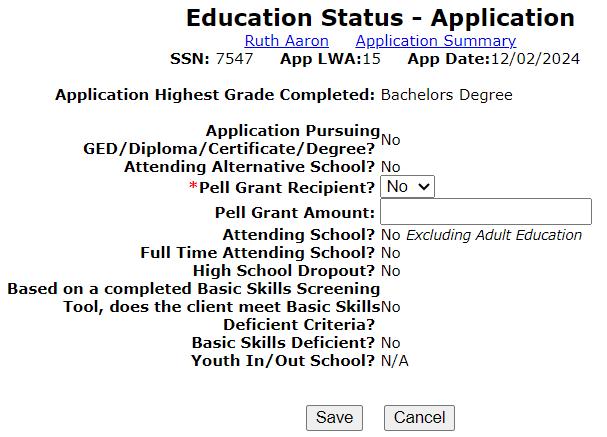 Education Status - Application
Ruth Aaron Application Summary
SSN: 7547 App LWA:15 App Date:12/02/2024
Application Highest Grade Completed: Bachelors Degree
Application Pursuing
GED/Diploma/Certificate/Degree? No
Attending Alternative School? No
*Pell Grant Recipient? No
Pell Grant Amount:
Attending School? No Excluding Adult Education
Full Time Attending School? No
High School Dropout? No
Based on a completed Basic Skills Screening
Tool, does the client meet Basic Skills No
Deficient Criteria?
Basic Skills Deficient? No
Youth In/Out School? N/A
Save Cancel